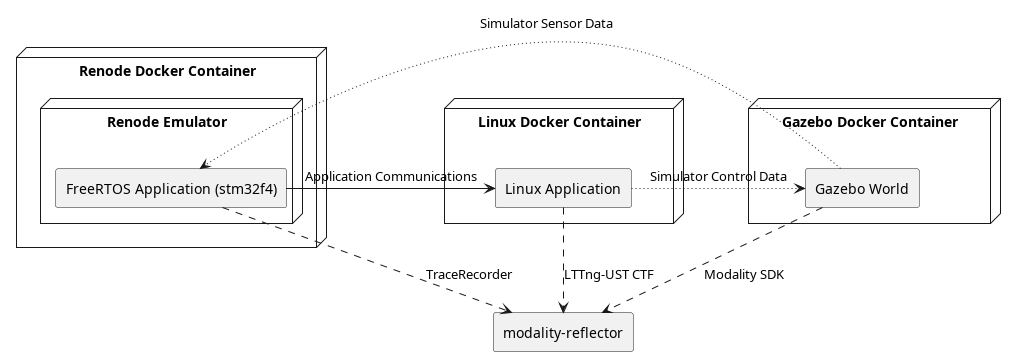 Simulator Sensor Data
Renode Docker Container
Renode Emulator
Linux Docker Container
Gazebo Docker Container
FreeRTOS Application (stm32f4)
Application Communications
Linux Application
Simulator Control Data
Gazebo World
TraceRecorder
LTTng-UST CTF
Modality SDK
modality-reflector